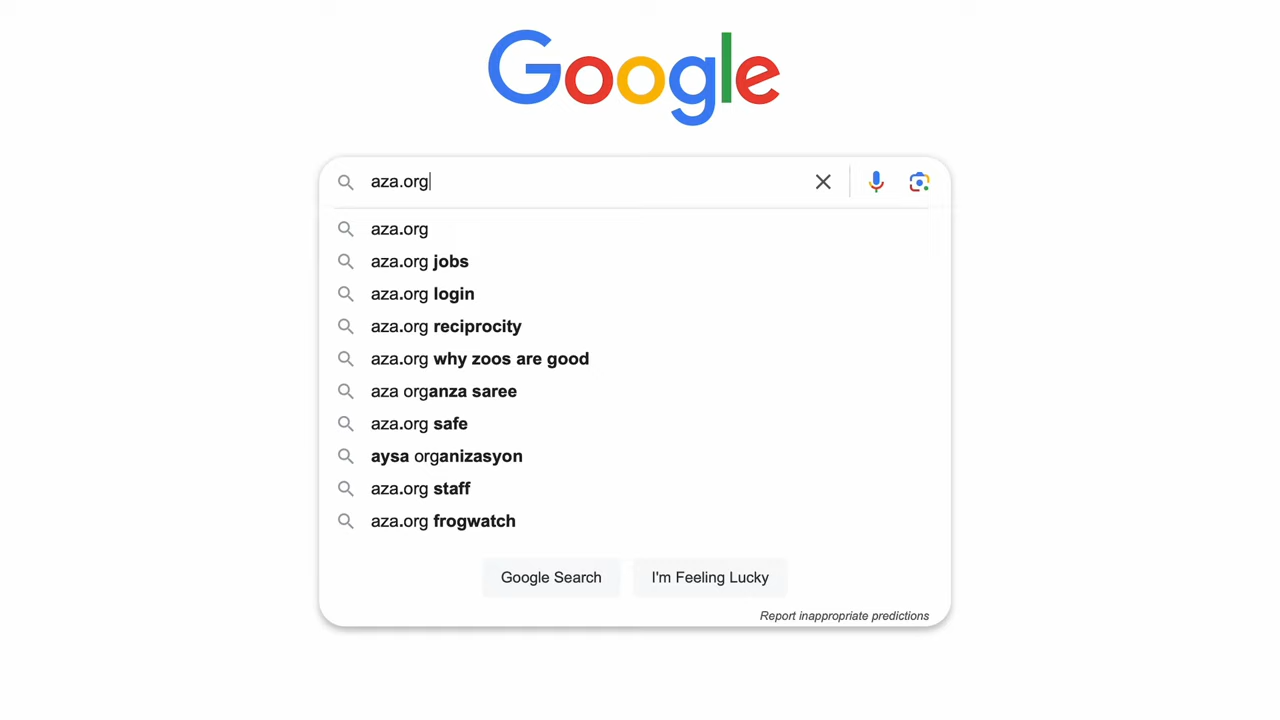 Google
aza.org
aza.org
aza.org jobs
aza.org login
aza.org reciprocity
aza.org why zoos are good
aza organza saree
aza.org safe
aysa organizasyon
aza.org staff
aza.org frogwatch
Google Search
I'm Feeling Lucky
Report inappropriate predictions